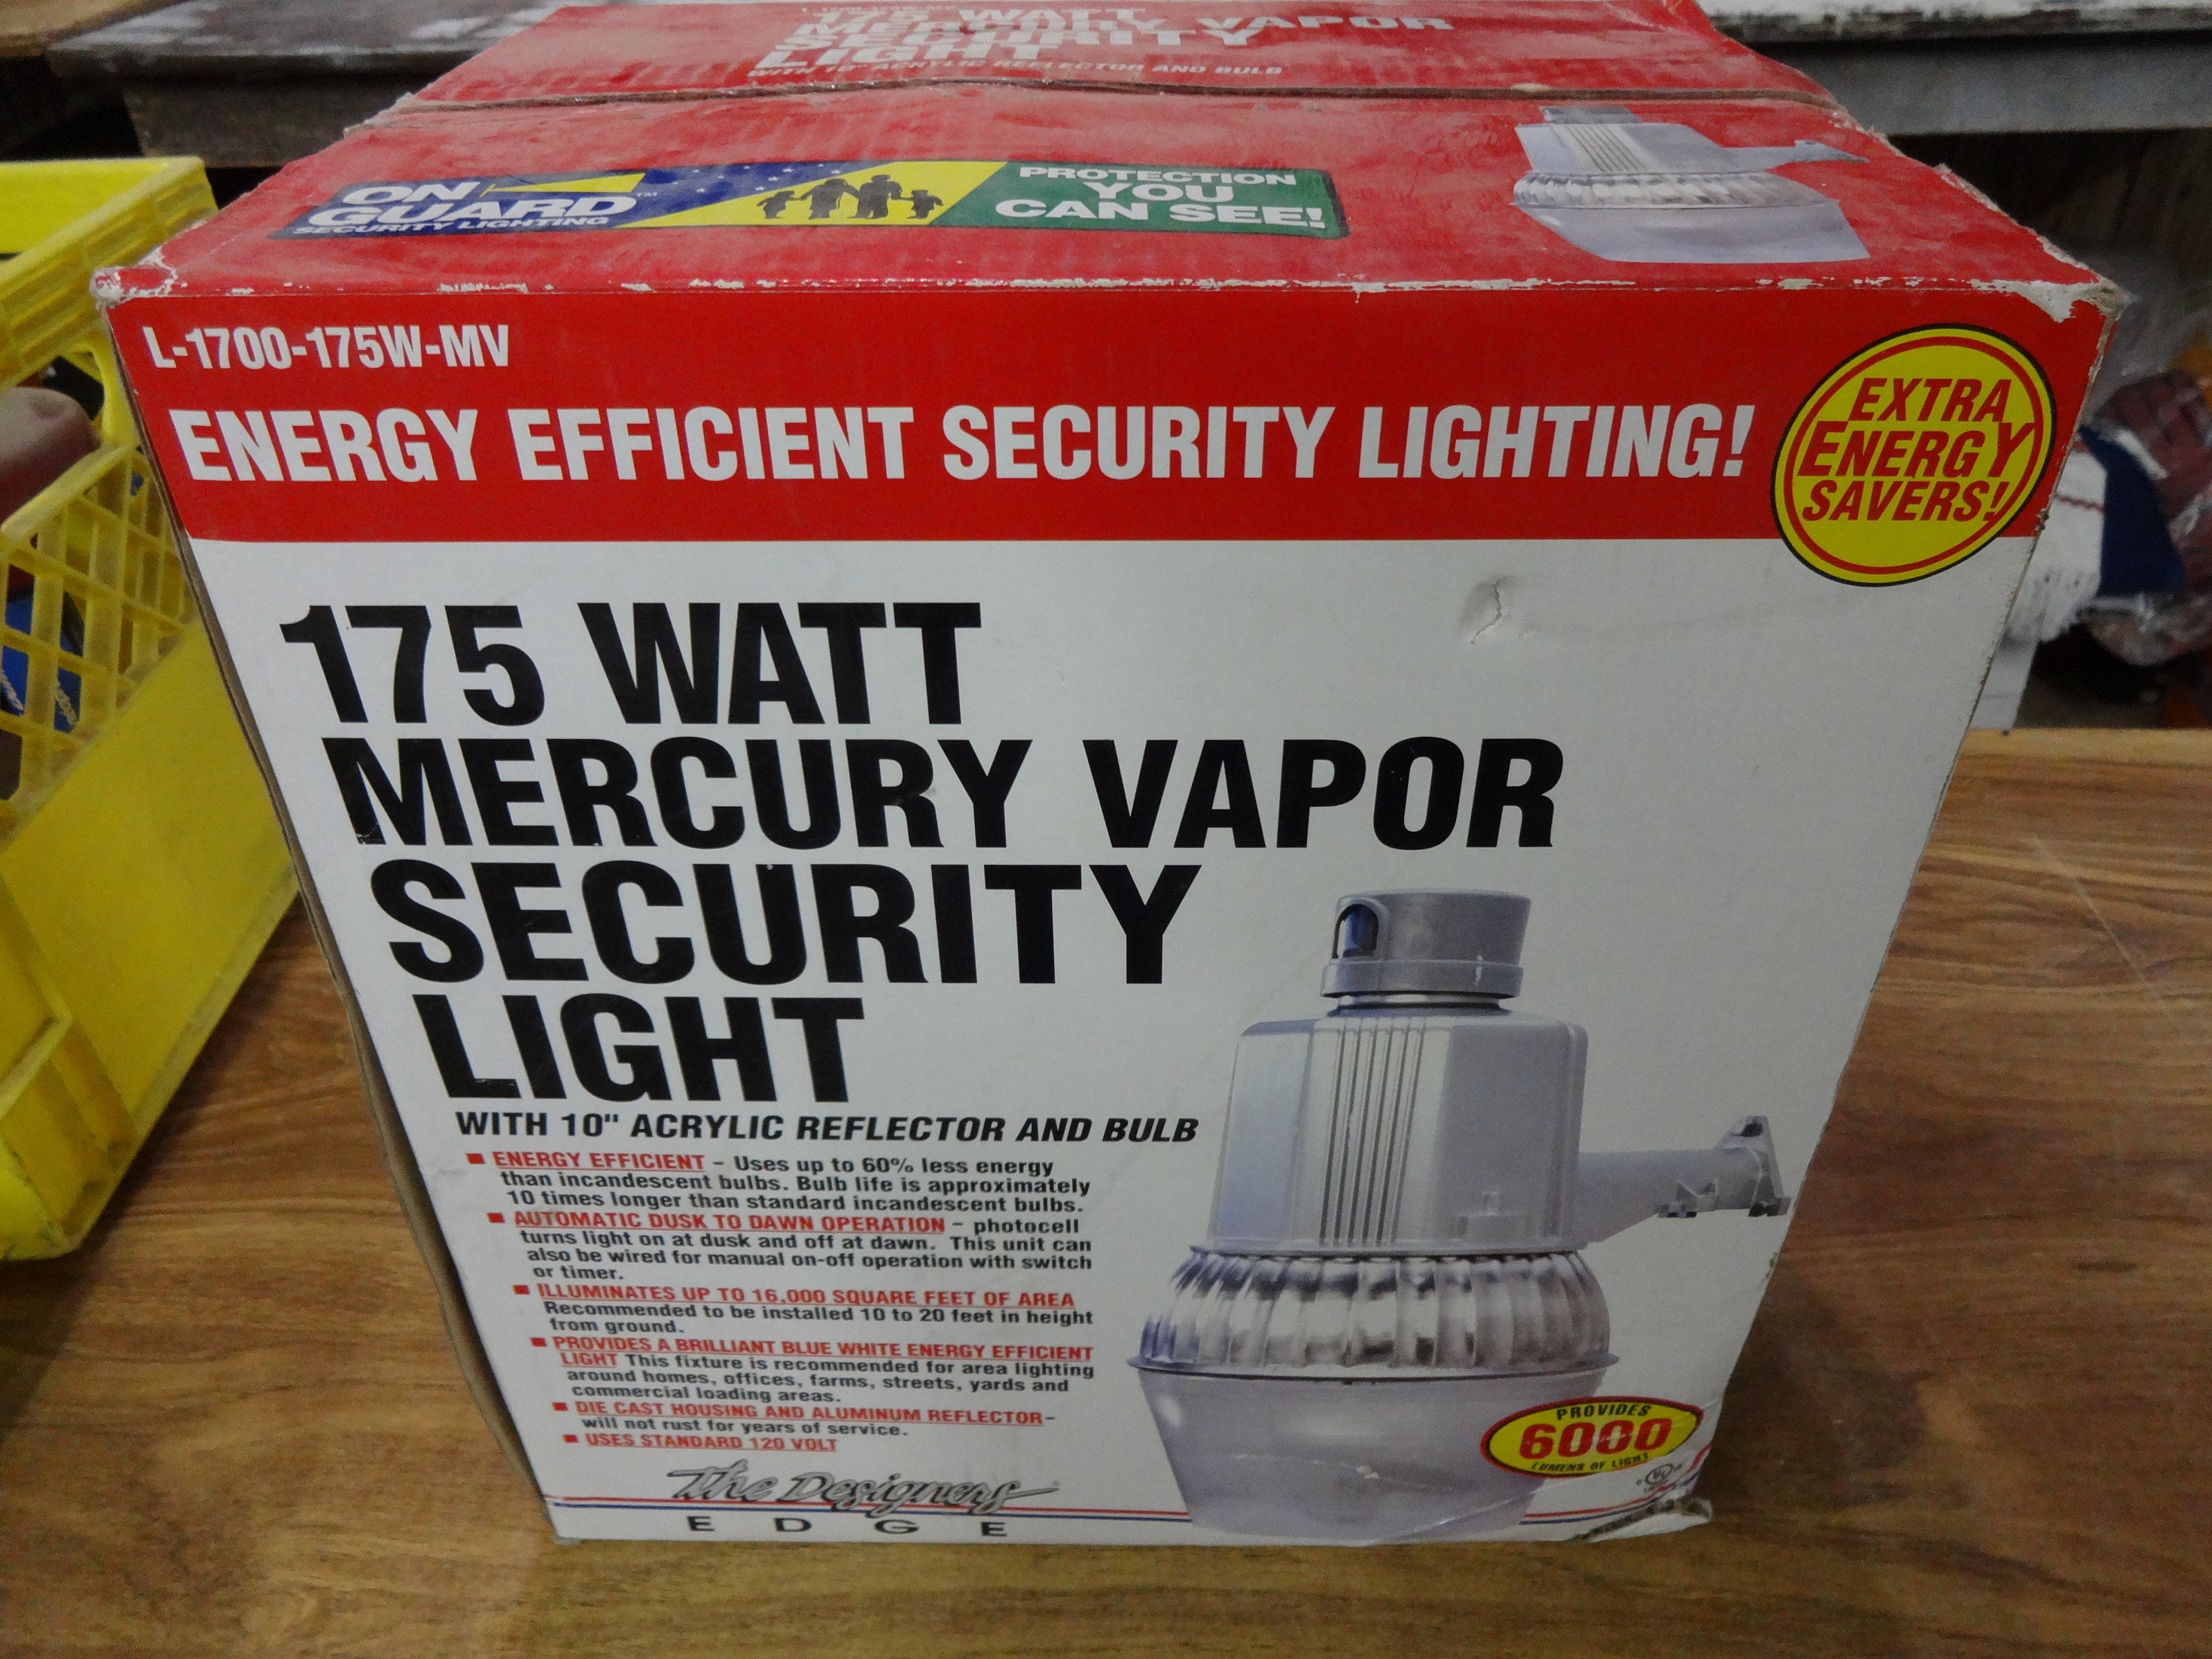 175 WATT
MERCURY VAPOR
SECURITY
LIGHT
WITH 10" ACRYLIC REFLECTOR AND BULB
ON
GUARD™
SECURITY LIGHTING
PROTECTION
YOU
CAN SEE!
L-1700-175W-MV
ENERGY EFFICIENT SECURITY LIGHTING!
EXTRA
ENERGY
SAVERS!
175 WATT
MERCURY VAPOR
SECURITY
LIGHT
WITH 10" ACRYLIC REFLECTOR AND BULB
ENERGY EFFICIENT - Uses up to 60% less energy
than incandescent bulbs. Bulb life is approximately
10 times longer than standard incandescent bulbs.
AUTOMATIC DUSK TO DAWN OPERATION - photocell
turns light on at dusk and off at dawn. This unit can
also be wired for manual on-off operation with switch
or timer.
ILLUMINATES UP TO 16,000 SQUARE FEET OF AREA
Recommended to be installed 10 to 20 feet in height
from ground.
PROVIDES A BRILLIANT BLUE WHITE ENERGY EFFICIENT
LIGHT This fixture is recommended for area lighting
around homes, offices, farms, streets, yards and
commercial loading areas.
DIE CAST HOUSING AND ALUMINUM REFLECTOR-
will not rust for years of service.
USES STANDARD 120 VOLT
The Designers
EDGE
PROVIDES
6000
LUMENS OF LIGHT